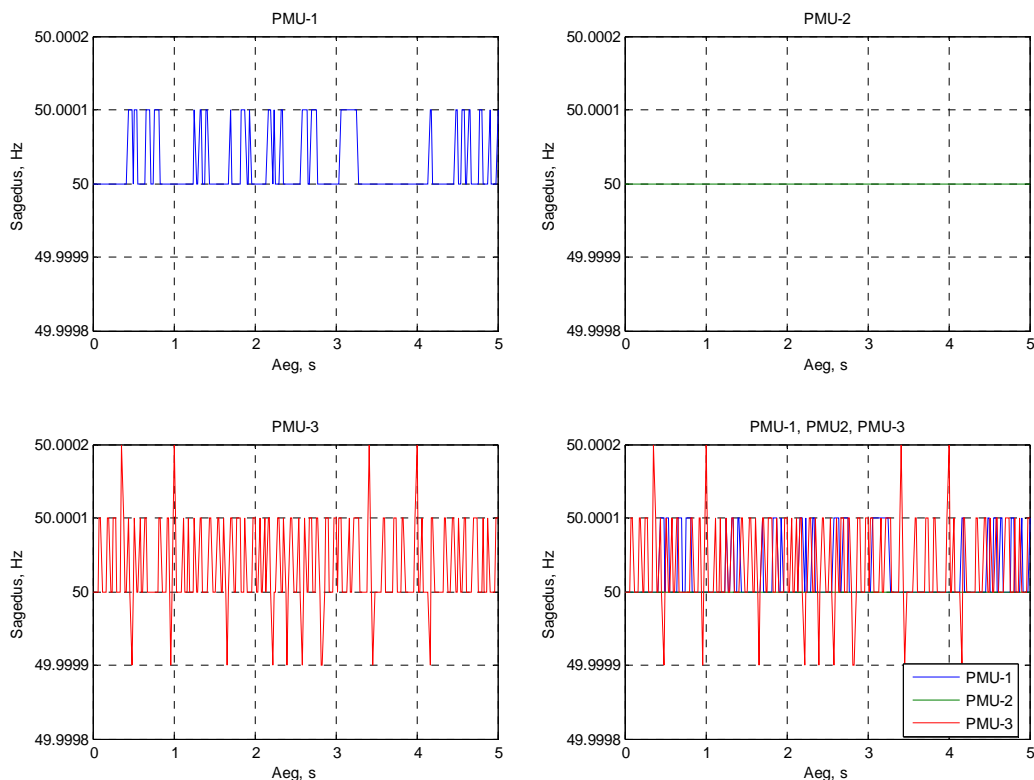 PMU-1
50.0002
50.0001
50
49.9999
49.9998
Sagedus, Hz
0 1 2 3 4 5
Aeg, s
PMU-2
50.0002
50.0001
50
49.9999
49.9998
Sagedus, Hz
0 1 2 3 4 5
Aeg, s
PMU-3
50.0002
50.0001
50
49.9999
49.9998
Sagedus, Hz
0 1 2 3 4 5
Aeg, s
PMU-1, PMU2, PMU-3
50.0002
50.0001
50
49.9999
49.9998
Sagedus, Hz
0 1 2 3 4 5
Aeg, s
PMU-1
PMU-2
PMU-3